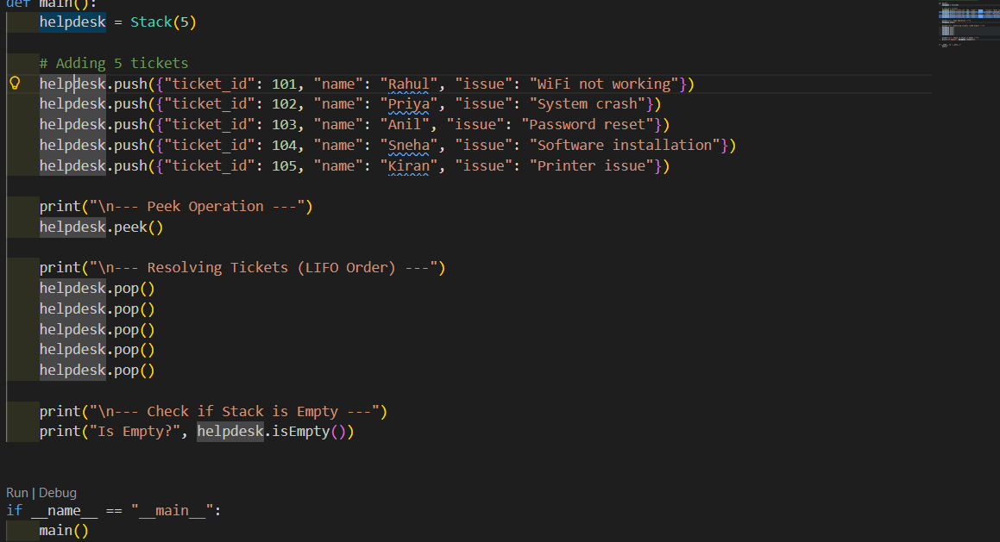 def main():
    helpdesk = Stack(5)

    # Adding 5 tickets
    helpdesk.push({"ticket_id": 101, "name": "Rahul", "issue": "WiFi not working"})
    helpdesk.push({"ticket_id": 102, "name": "Priya", "issue": "System crash"})
    helpdesk.push({"ticket_id": 103, "name": "Anil", "issue": "Password reset"})
    helpdesk.push({"ticket_id": 104, "name": "Sneha", "issue": "Software installation"})
    helpdesk.push({"ticket_id": 105, "name": "Kiran", "issue": "Printer issue"})

    print("\n--- Peek Operation ---")
    helpdesk.peek()

    print("\n--- Resolving Tickets (LIFO Order) ---")
    helpdesk.pop()
    helpdesk.pop()
    helpdesk.pop()
    helpdesk.pop()
    helpdesk.pop()

    print("\n--- Check if Stack is Empty ---")
    print("Is Empty?", helpdesk.isEmpty())

Run | Debug
if __name__ == "__main__":
    main()